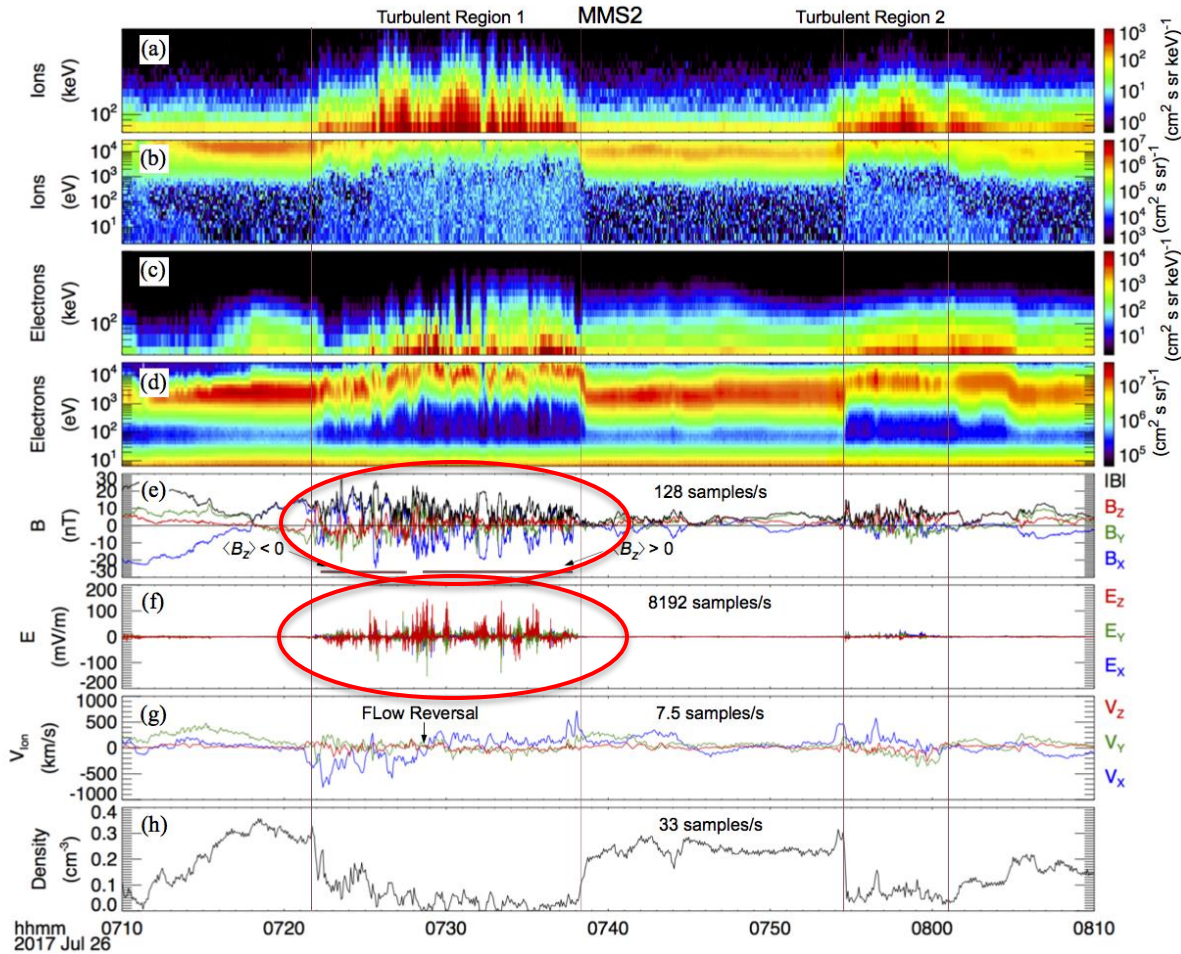 Turbulent Region 1 MMS2 Turbulent Region 2
(a)
Ions
(keV)
10²
10³
10²
10¹
10⁰
(cm² s sr keV)⁻¹
(b)
Ions
(eV)
10⁴
10³
10²
10¹
10⁷
10⁶
10⁵
10⁴
10³
(cm² s sr)⁻¹
(c)
Electrons
(keV)
10²
10⁴
10³
10²
10¹
(cm² s sr keV)⁻¹
(d)
Electrons
(eV)
10⁴
10³
10²
10¹
10⁷
10⁶
10⁵
(cm² s sr)⁻¹
(e)
B
(nT)
30
20
10
0
-10
-20
-30
128 samples/s
⟨B_z⟩ < 0
⟨B_z⟩ > 0
|B|
B_Z
B_Y
B_X
(f)
E
(mV/m)
200
100
0
-100
-200
8192 samples/s
E_Z
E_Y
E_X
(g)
V_Ion
(km/s)
1000
500
0
-500
-1000
FLow Reversal
7.5 samples/s
V_Z
V_Y
V_X
(h)
Density
(cm⁻³)
0.4
0.3
0.2
0.1
0.0
33 samples/s
hhmm 0710 0720 0730 0740 0750 0800 0810
2017 Jul 26